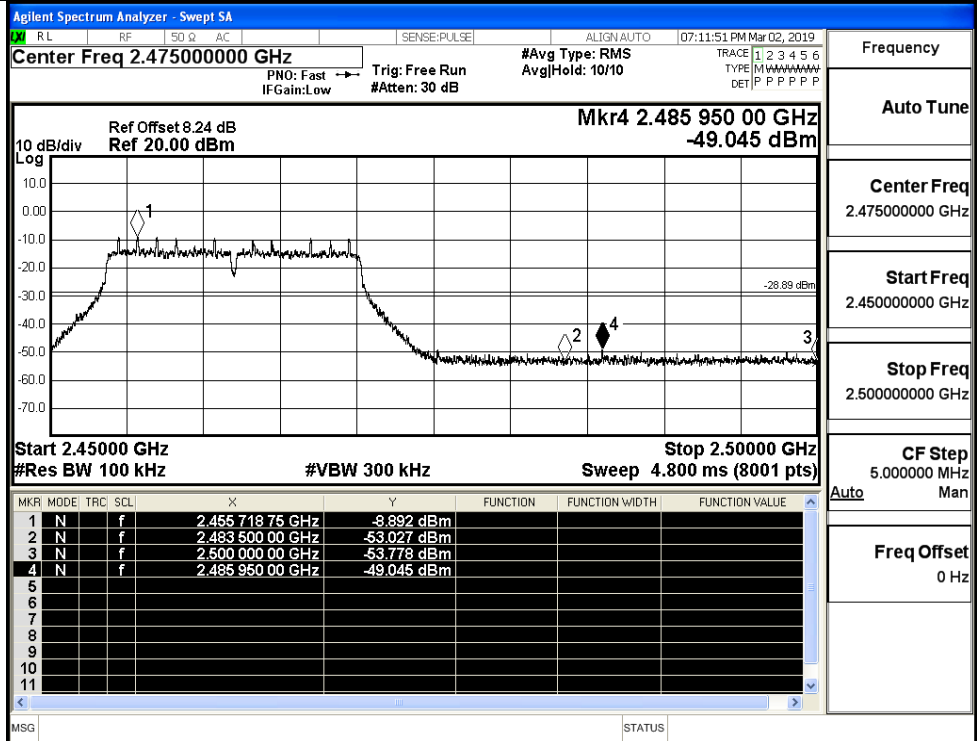 Agilent Spectrum Analyzer - Swept SA
LXI RL RF 50 Ω AC SENSE:PULSE ALIGNAUTO 07:11:51 PM Mar 02, 2019
Center Freq 2.475000000 GHz
PNO: Fast
IFGain:Low
Trig: Free Run
#Atten: 30 dB
#Avg Type: RMS
Avg|Hold: 10/10
TRACE 1 2 3 4 5 6
TYPE M WWWWW
DET P P P P P P
Frequency
Mkr4 2.485 950 00 GHz
-49.045 dBm
Ref Offset 8.24 dB
10 dB/div Ref 20.00 dBm
Log
10.0
0.00
-10.0
-20.0
-30.0
-40.0
-50.0
-60.0
-70.0
1
2
4
3
-28.89 dBm
Start 2.45000 GHz Stop 2.50000 GHz
#Res BW 100 kHz #VBW 300 kHz Sweep 4.800 ms (8001 pts)
MKR MODE TRC SCL X Y FUNCTION FUNCTION WIDTH FUNCTION VALUE
1 N f 2.455 718 75 GHz -8.892 dBm
2 N f 2.483 500 00 GHz -53.027 dBm
3 N f 2.500 000 00 GHz -53.778 dBm
4 N f 2.485 950 00 GHz -49.045 dBm
5
6
7
8
9
10
11
MSG STATUS
Auto Tune
Center Freq
2.475000000 GHz
Start Freq
2.450000000 GHz
Stop Freq
2.500000000 GHz
CF Step
5.000000 MHz
Auto Man
Freq Offset
0 Hz